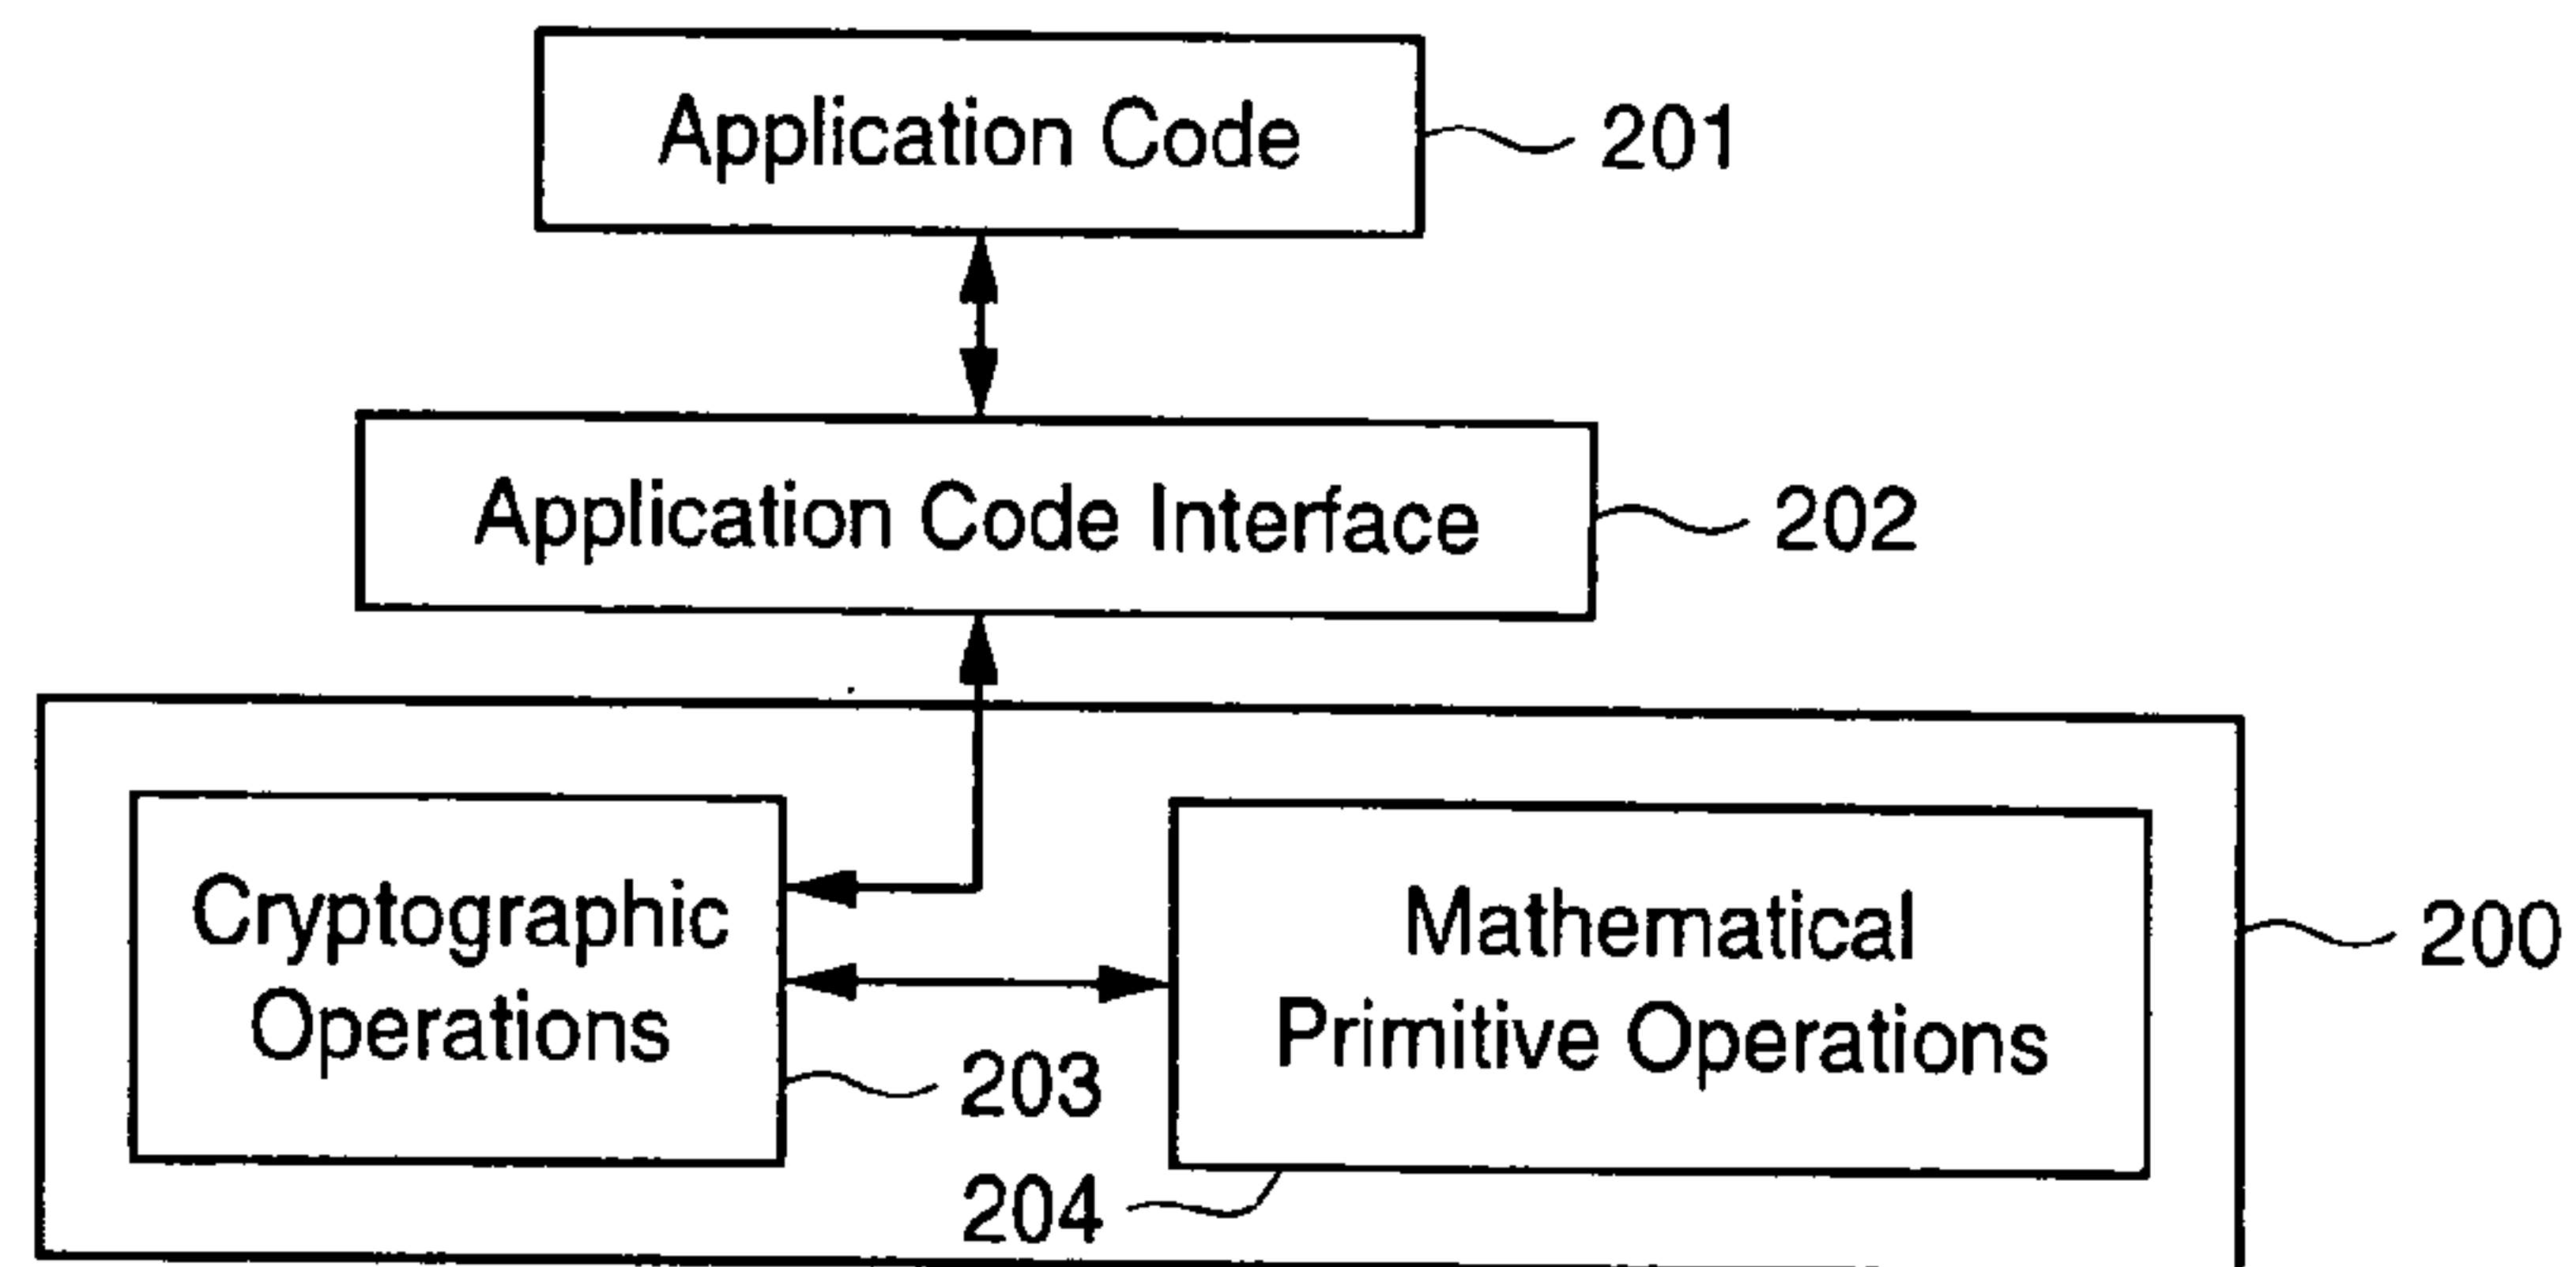 Application Code
201
Application Code Interface
202
Cryptographic
Operations
203
Mathematical
Primitive Operations
204
200